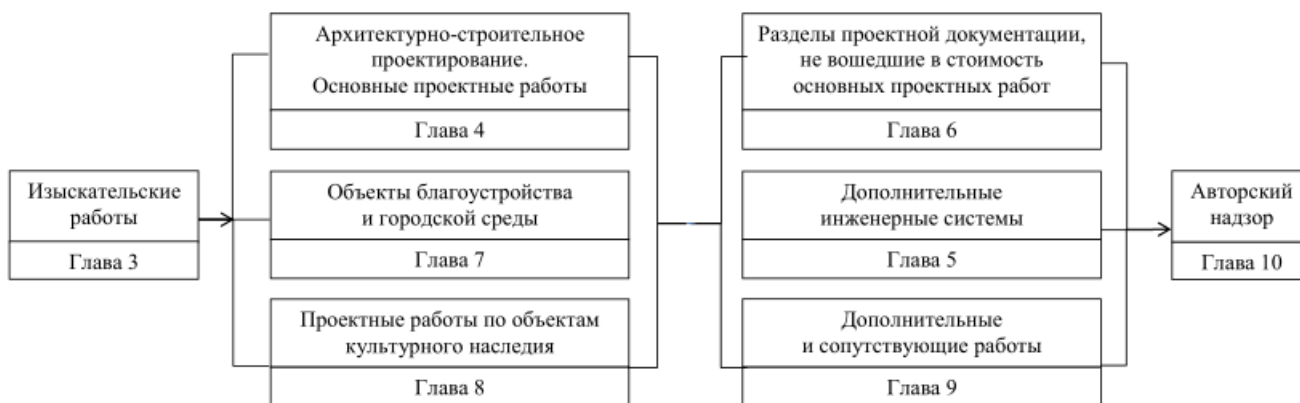 Изыскательские
работы
Глава 3
Архитектурно-строительное
проектирование.
Основные проектные работы
Глава 4
Объекты благоустройства
и городской среды
Глава 7
Проектные работы по объектам
культурного наследия
Глава 8
Разделы проектной документации,
не вошедшие в стоимость
основных проектных работ
Глава 6
Дополнительные
инженерные системы
Глава 5
Дополнительные
и сопутствующие работы
Глава 9
Авторский
надзор
Глава 10